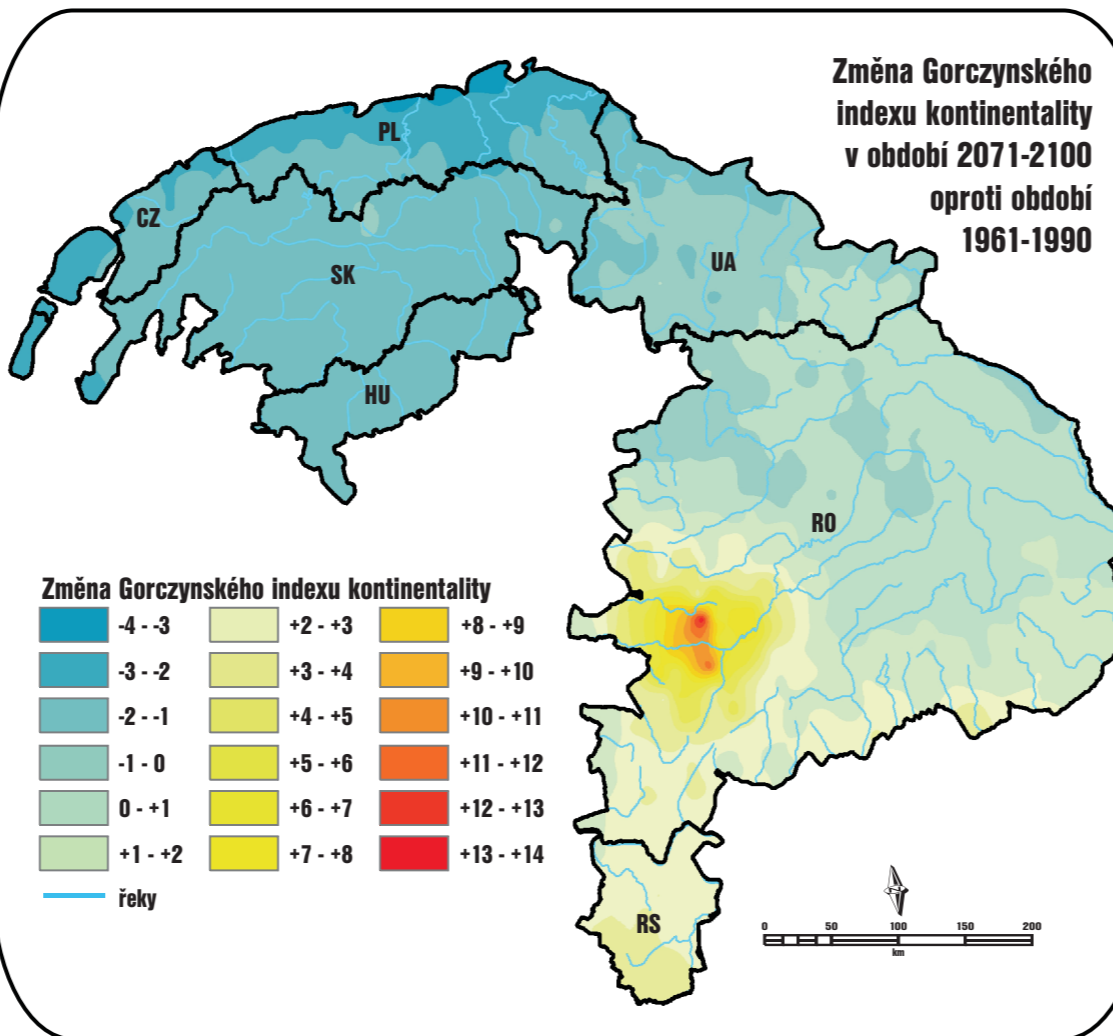 Změna Gorczynského
indexu kontinentality
v období 2071-2100
oproti období
1961-1990
PL
CZ
SK
UA
HU
RO
RS
Změna Gorczynského indexu kontinentality
-4 - -3
-3 - -2
-2 - -1
-1 - 0
0 - +1
+1 - +2
+2 - +3
+3 - +4
+4 - +5
+5 - +6
+6 - +7
+7 - +8
+8 - +9
+9 - +10
+10 - +11
+11 - +12
+12 - +13
+13 - +14
řeky
0 50 100 150 200
km